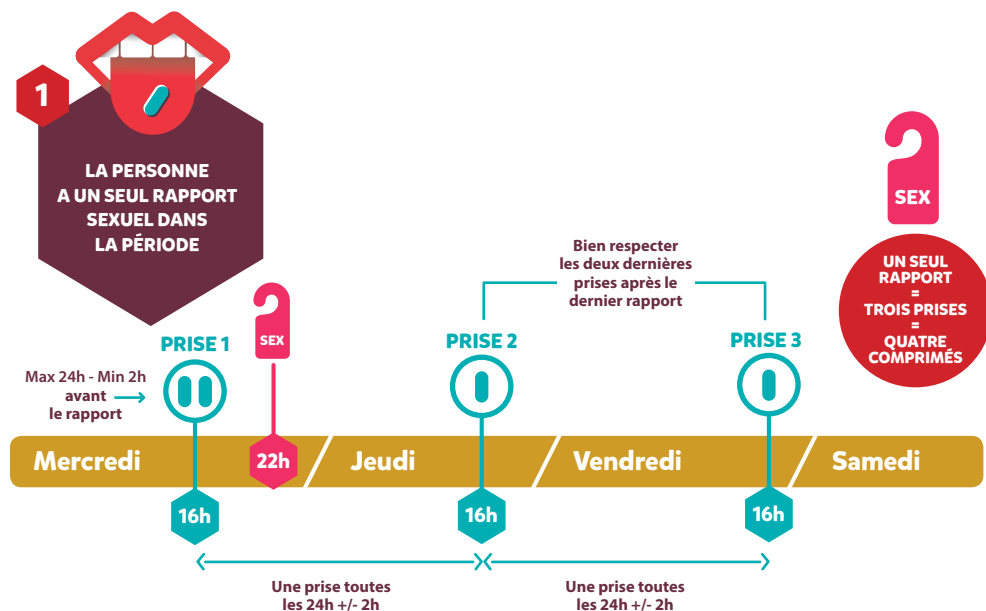 1
LA PERSONNE
A UN SEUL RAPPORT
SEXUEL DANS
LA PÉRIODE
SEX
UN SEUL
RAPPORT
=
TROIS PRISES
=
QUATRE
COMPRIMÉS
Bien respecter
les deux dernières
prises après le
dernier rapport
PRISE 1
SEX
PRISE 2
PRISE 3
Max 24h - Min 2h
avant
le rapport
Mercredi
22h
Jeudi
Vendredi
Samedi
16h
16h
16h
Une prise toutes
les 24h +/- 2h
Une prise toutes
les 24h +/- 2h